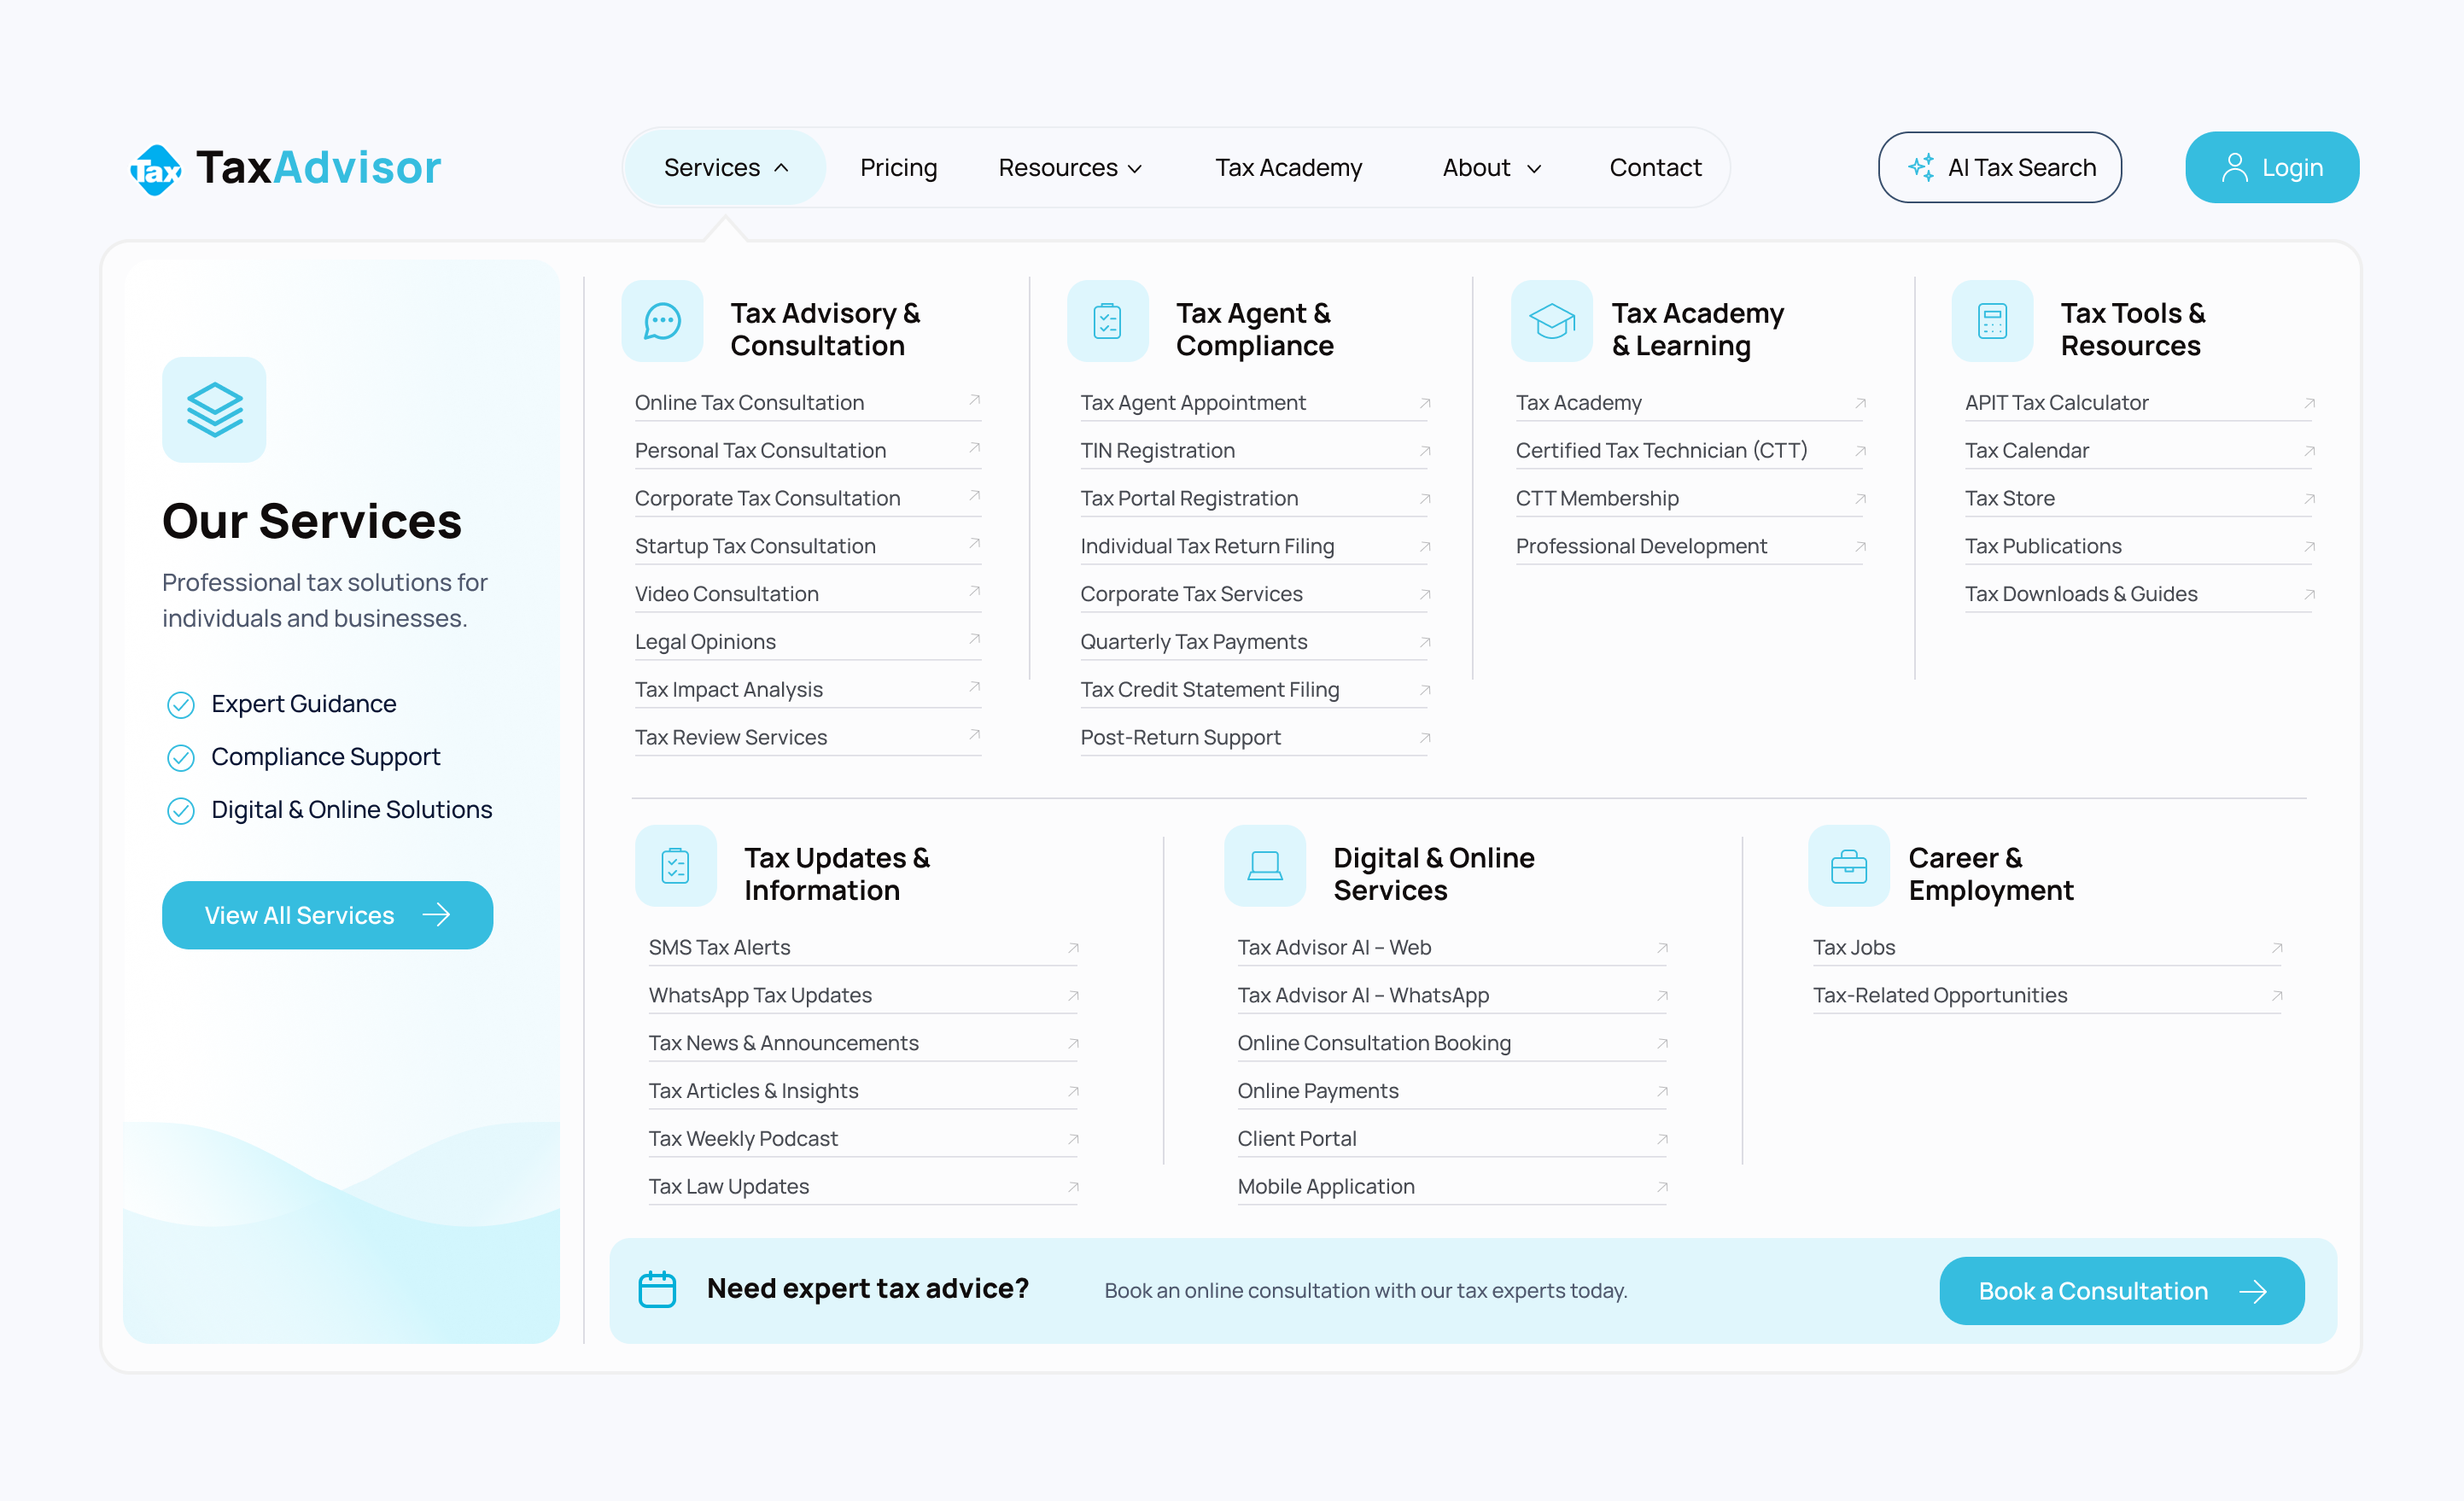 Tax TaxAdvisor
Services
Pricing
Resources
Tax Academy
About
Contact
AI Tax Search
Login
Our Services
Professional tax solutions for
individuals and businesses.
Expert Guidance
Compliance Support
Digital & Online Solutions
View All Services
Tax Advisory &
Consultation
Online Tax Consultation
Personal Tax Consultation
Corporate Tax Consultation
Startup Tax Consultation
Video Consultation
Legal Opinions
Tax Impact Analysis
Tax Review Services
Tax Agent &
Compliance
Tax Agent Appointment
TIN Registration
Tax Portal Registration
Individual Tax Return Filing
Corporate Tax Services
Quarterly Tax Payments
Tax Credit Statement Filing
Post-Return Support
Tax Academy
& Learning
Tax Academy
Certified Tax Technician (CTT)
CTT Membership
Professional Development
Tax Tools &
Resources
APIT Tax Calculator
Tax Calendar
Tax Store
Tax Publications
Tax Downloads & Guides
Tax Updates &
Information
SMS Tax Alerts
WhatsApp Tax Updates
Tax News & Announcements
Tax Articles & Insights
Tax Weekly Podcast
Tax Law Updates
Digital & Online
Services
Tax Advisor AI – Web
Tax Advisor AI – WhatsApp
Online Consultation Booking
Online Payments
Client Portal
Mobile Application
Career &
Employment
Tax Jobs
Tax-Related Opportunities
Need expert tax advice?
Book an online consultation with our tax experts today.
Book a Consultation